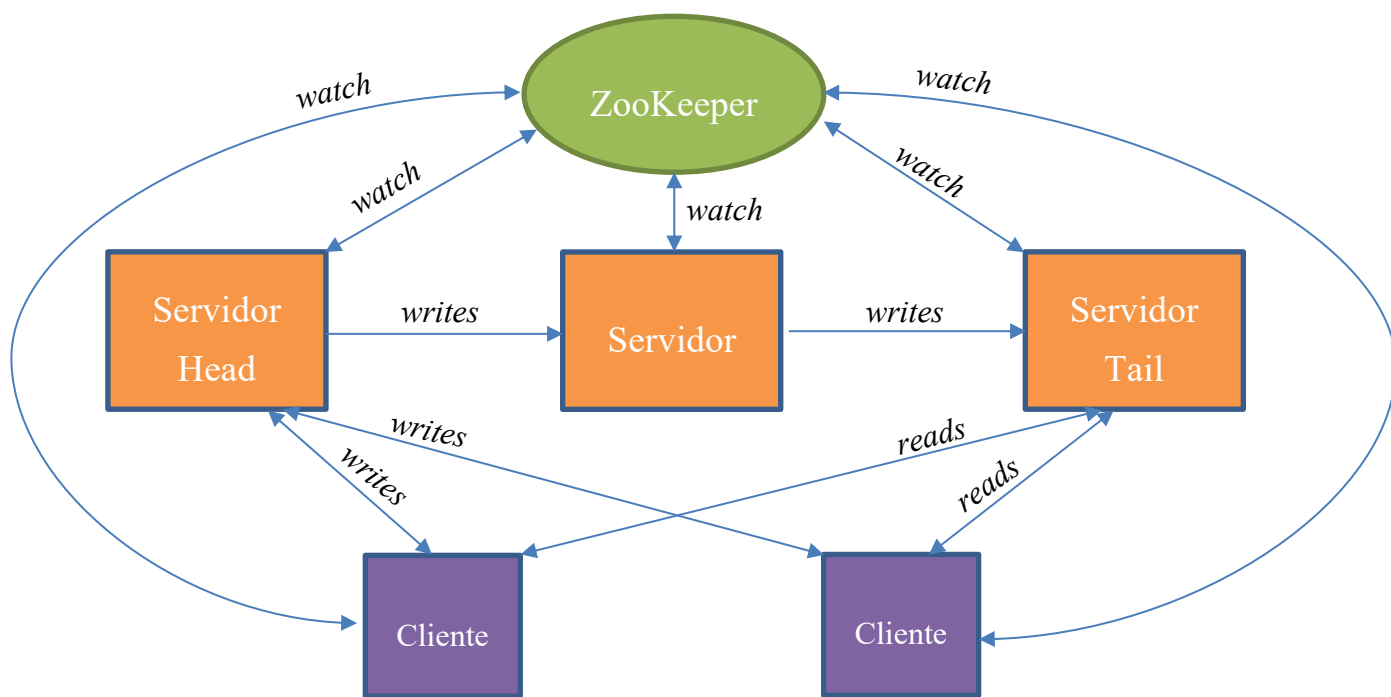 watch
watch
ZooKeeper
watch
watch
watch
Servidor
Head
writes
Servidor
writes
Servidor
Tail
writes
reads
writes
reads
Cliente
Cliente